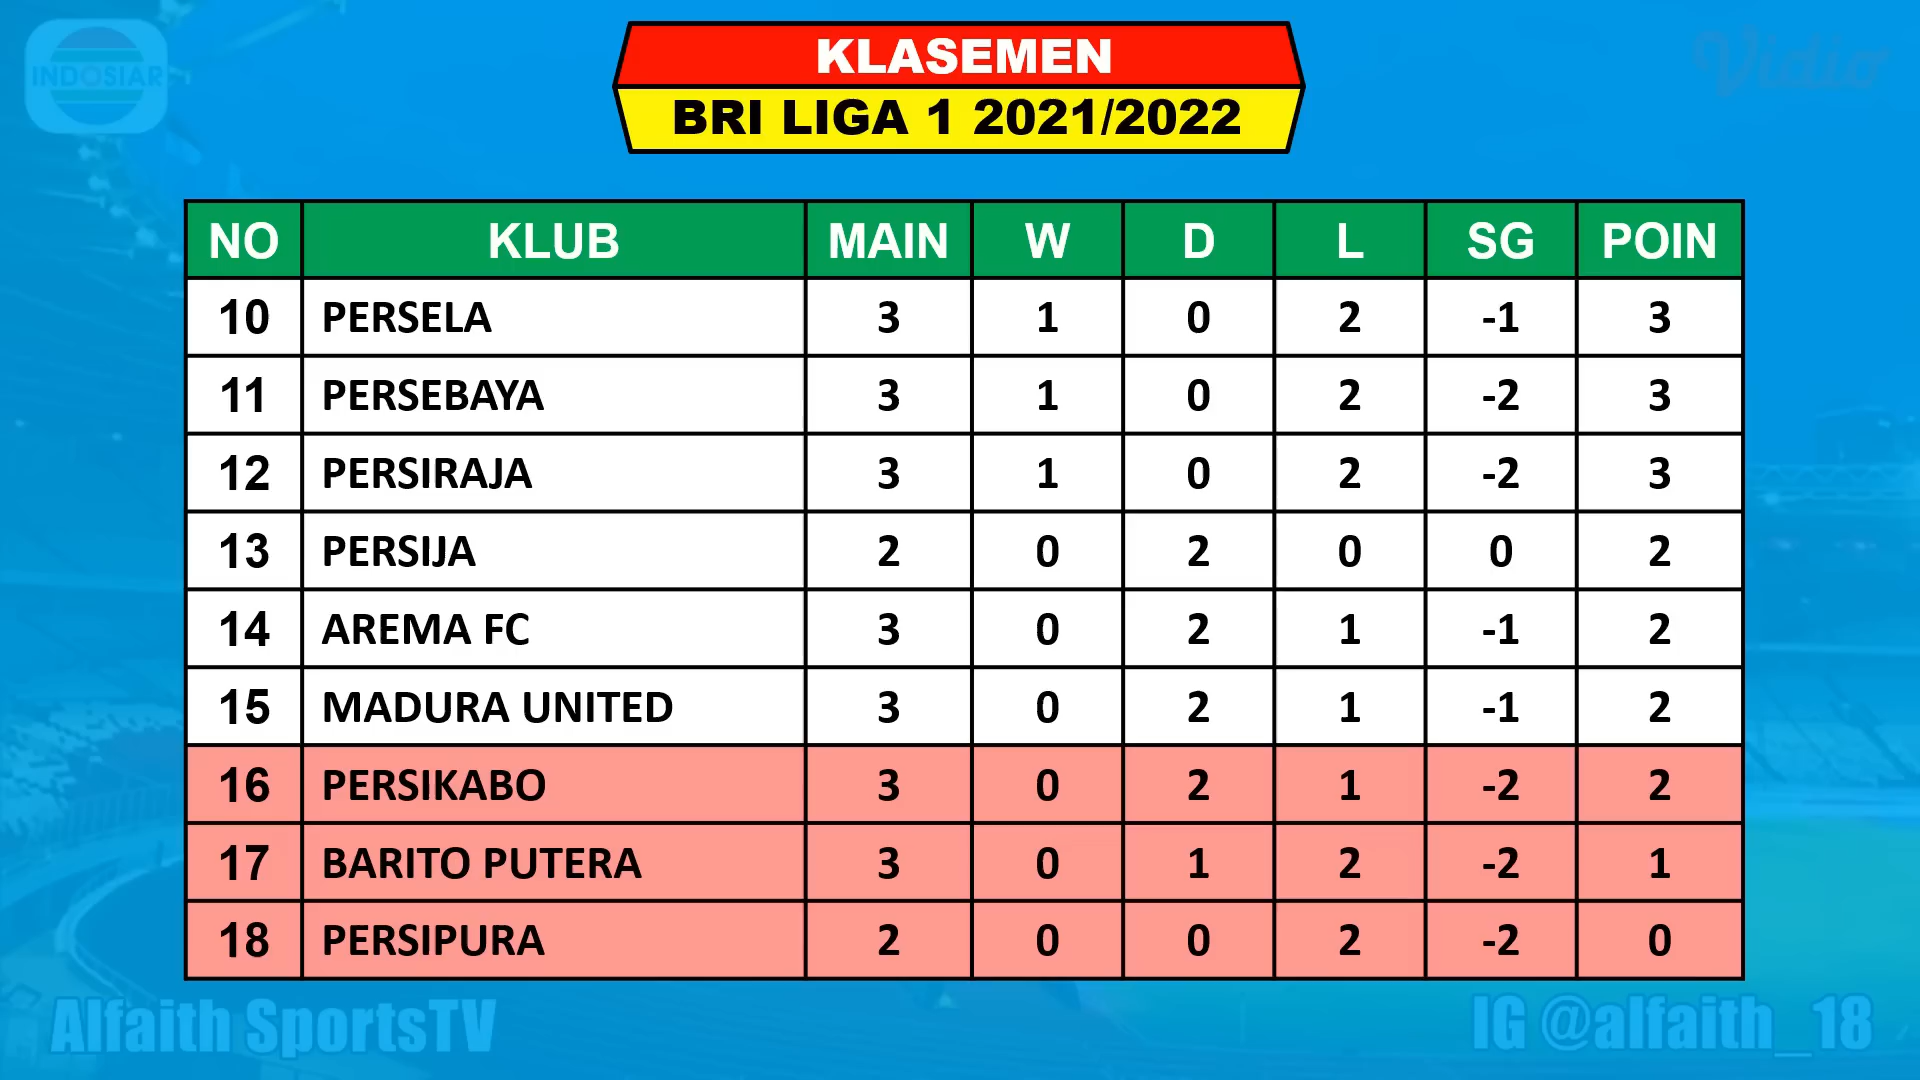 INDOSIAR
Vidio
KLASEMEN
BRI LIGA 1 2021/2022
NO KLUB MAIN W D L SG POIN
10 PERSELA 3 1 0 2 -1 3
11 PERSEBAYA 3 1 0 2 -2 3
12 PERSIRAJA 3 1 0 2 -2 3
13 PERSIJA 2 0 2 0 0 2
14 AREMA FC 3 0 2 1 -1 2
15 MADURA UNITED 3 0 2 1 -1 2
16 PERSIKABO 3 0 2 1 -2 2
17 BARITO PUTERA 3 0 1 2 -2 1
18 PERSIPURA 2 0 0 2 -2 0
Alfaith SportsTV
IG @alfaith_18